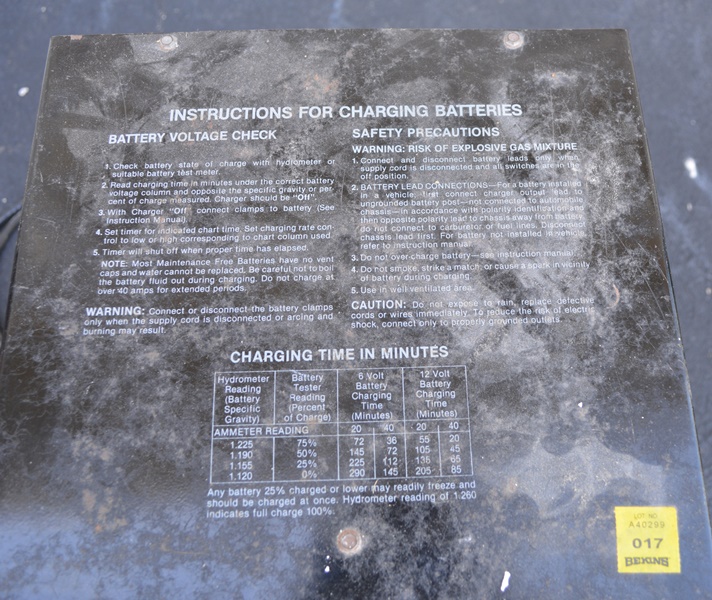 INSTRUCTIONS FOR CHARGING BATTERIES
BATTERY VOLTAGE CHECK
1. Check battery state of charge with hydrometer or
suitable battery test meter.
2. Read charging time in minutes under the correct battery
voltage column and opposite the specific gravity or per
cent of charge measured. Charger should be "Off".
3. With Charger "Off" connect clamps to battery (See
Instruction Manual)
4. Set timer for indicated chart time. Set charging rate con-
trol to low or high corresponding to chart column used.
5. Timer will shut off when proper time has elapsed.
NOTE: Most Maintenance Free Batteries have no vent
caps and water cannot be replaced. Be careful not to boil
the battery fluid out during charging. Do not charge at
over 40 amps for extended periods.
WARNING: Connect or disconnect the battery clamps
only when the supply cord is disconnected or arcing and
burning may result.
SAFETY PRECAUTIONS
WARNING: RISK OF EXPLOSIVE GAS MIXTURE
1. Connect and disconnect battery leads only when
supply cord is disconnected and all switches are in the
off position.
2. BATTERY LEAD CONNECTIONS—For a battery installed
in a vehicle, first connect charger output lead to
ungrounded battery post—not connected to automobile
chassis—in accordance with polarity identification and
then opposite polarity lead to chassis away from battery,
do not connect to carburetor or fuel lines. Disconnect
chassis lead first. For battery not installed in vehicle,
refer to instruction manual.
3. Do not over-charge battery—see instruction manual.
4. Do not smoke, strike a match, or cause a spark in vicinity
of battery during charging.
5. Use in well ventilated area.
CAUTION: Do not expose to rain, replace defective
cords or wires immediately. To reduce the risk of electric
shock, connect only to properly grounded outlets.
CHARGING TIME IN MINUTES
Hydrometer Reading (Battery Specific Gravity)
Battery Tester Reading (Percent of Charge)
6 Volt Battery Charging Time (Minutes)
12 Volt Battery Charging Time (Minutes)
AMMETER READING 20 40 20 40
1.225 75% 72 36 55 20
1.190 50% 145 72 105 45
1.155 25% 225 112 135 65
1.120 0% 290 145 205 85
Any battery 25% charged or lower may readily freeze and
should be charged at once. Hydrometer reading of 1.260
indicates full charge 100%.
LOT NO.
A40299
017
BEKINS